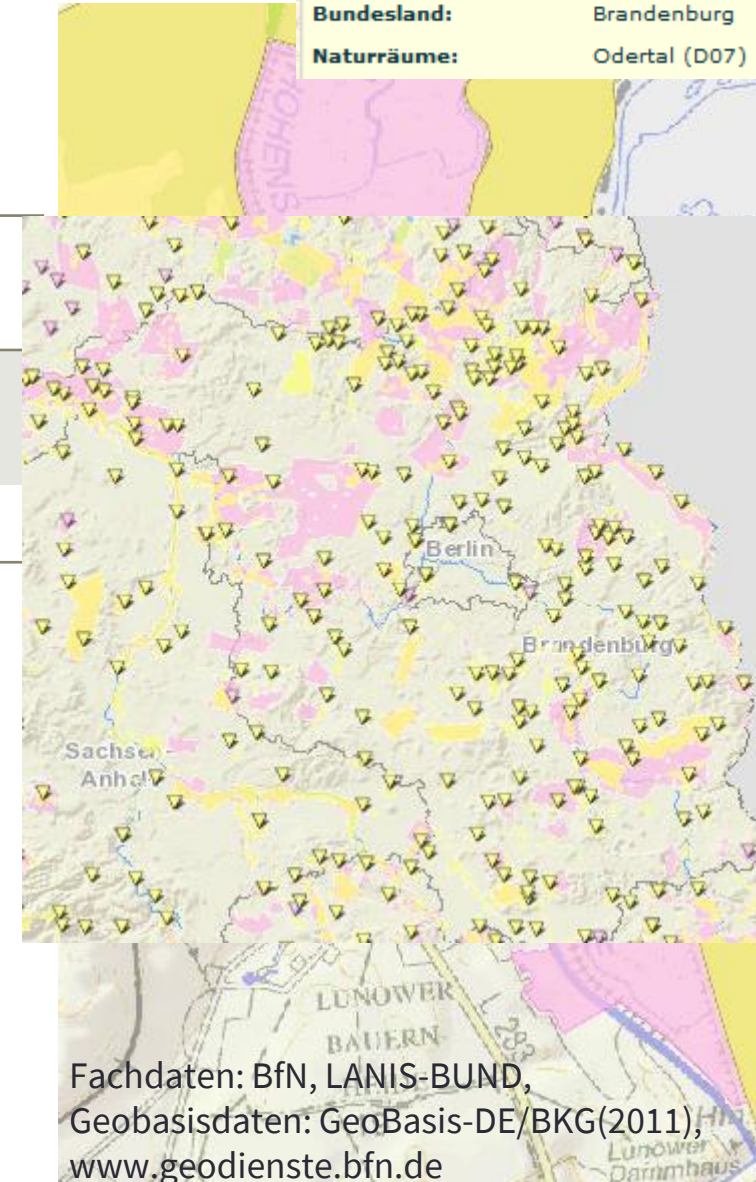 Bundesland: Brandenburg
Naturräume: Odertal (D07)
HOHENS
Berlin
Brandenburg
Sachsen-
Anhalt
LUNOWER
BAUERN-
Fachdaten: BfN, LANIS-BUND,
Geobasisdaten: GeoBasis-DE/BKG(2011),
Lunower
www.geodienste.bfn.de
Dammhaus